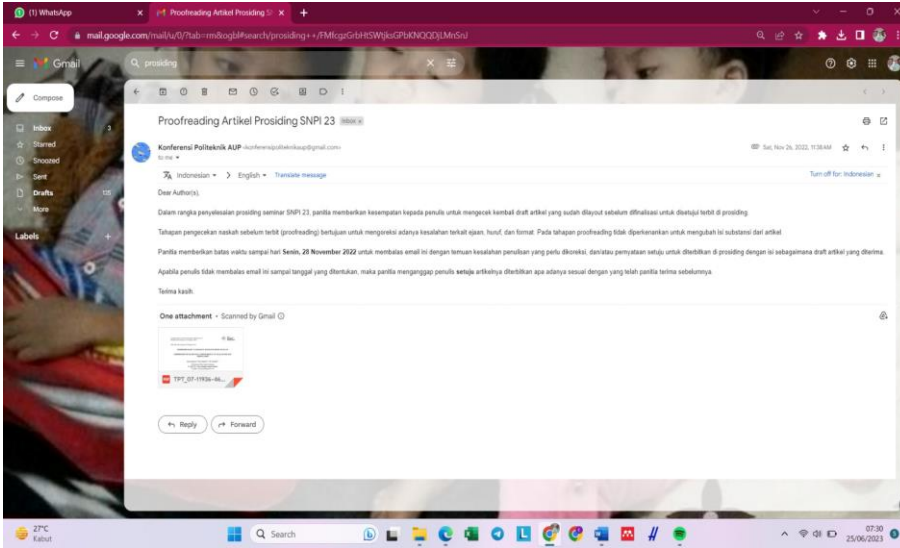 (1) WhatsApp
Proofreading Artikel Prosiding S
mail.google.com/mail/u/0/?tab=rm&ogbl#search/prosiding
Gmail
prosiding
Compose
Inbox 3
Starred
Snoozed
Sent
Drafts 135
More
Labels
Proofreading Artikel Prosiding SNPI 23 Inbox x
Konferensi Politeknik AUP <konferensipoliteknikaup@gmail.com>
Sat, Nov 26, 2022, 11:38 AM
to me
Indonesian > English Translate message
Turn off for: Indonesian x
Dear Author(s),
Dalam rangka penyelesaian prosiding seminar SNPI 23, panitia memberikan kesempatan kepada penulis untuk mengecek kembali draft artikel yang sudah dilayout sebelum difinalisasi untuk disetujui terbit di prosiding
Tahapan pengecekan naskah sebelum terbit (proofreading) bertujuan untuk mengoreksi adanya kesalahan terkait ejaan, huruf, dan format. Pada tahapan proofreading tidak diperkenankan untuk mengubah isi substansi dari artikel
Panitia memberikan batas waktu sampai hari Senin, 28 November 2022 untuk membalas email ini dengan temuan kesalahan penulisan yang perlu dikoreksi, dan/atau pernyataan setuju untuk diterbitkan di prosiding dengan isi sebagaimana draft artikel yang diterima.
Apabila penulis tidak membalas email ini sampai tanggal yang ditentukan, maka panitia menganggap penulis setuju artikelnya diterbitkan apa adanya sesuai dengan yang telah panitia terima sebelumnya.
Terima kasih.
One attachment • Scanned by Gmail
TPT_07-11936-
Reply
Forward
27°C
Kabut
Search
07:30
25/06/2023